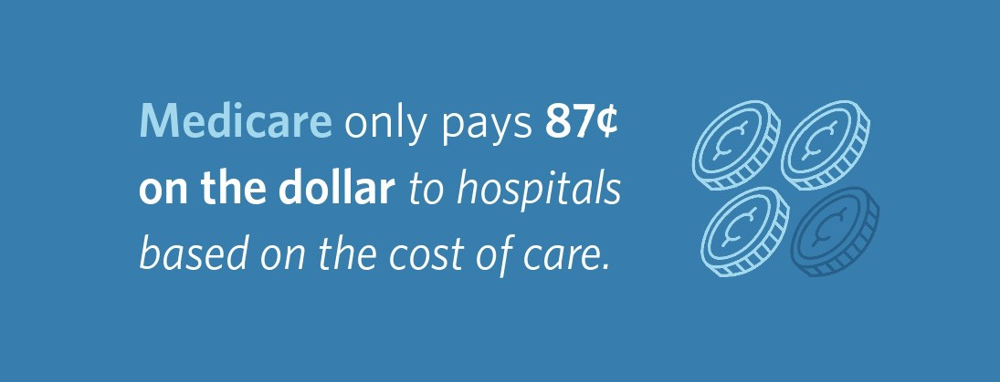 Medicare only pays 87¢
on the dollar to hospitals
based on the cost of care.